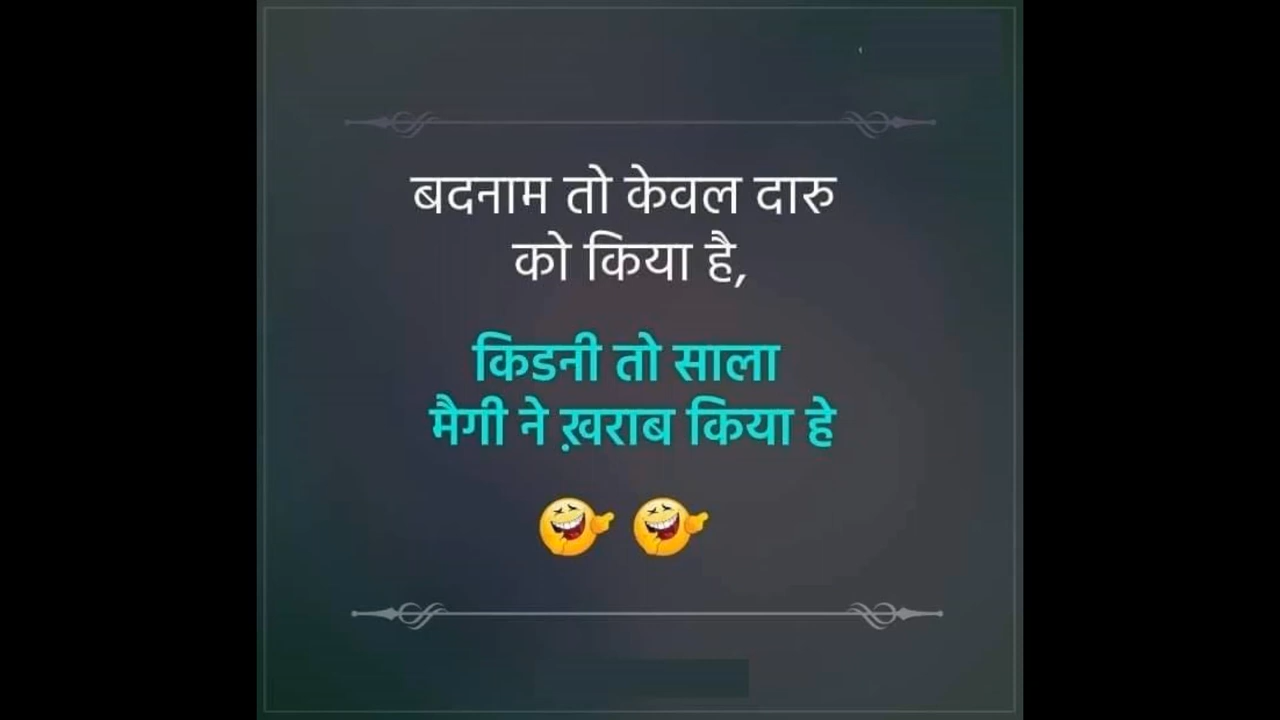 बदनाम तो केवल दारु
को किया है,
किडनी तो साला
मैगी ने ख़राब किया हे